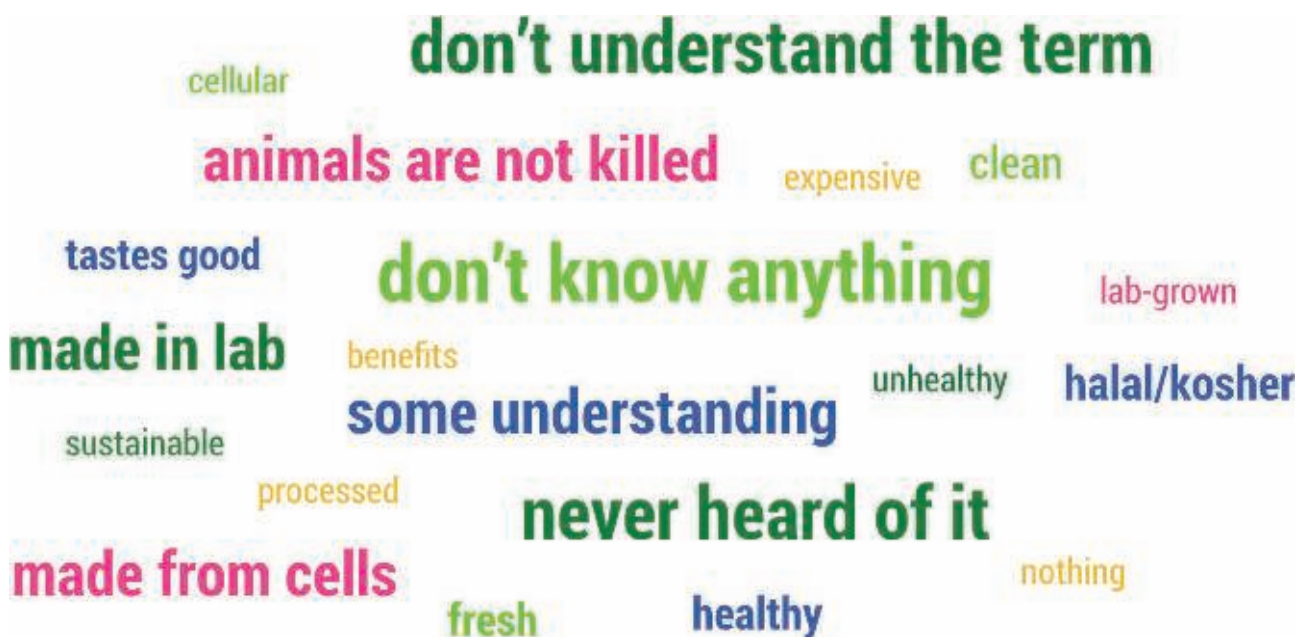 don’t understand the term
cellular
animals are not killed
expensive
clean
tastes good
don’t know anything
lab-grown
made in lab
benefits
unhealthy
halal/kosher
some understanding
sustainable
processed
never heard of it
made from cells
nothing
fresh
healthy